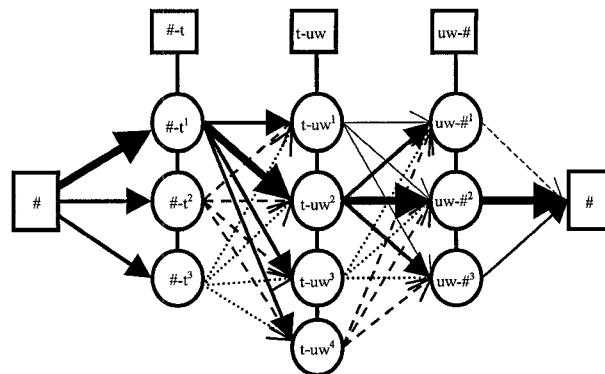 #-t t-uw uw-#
#-t¹ t-uw¹ uw-#¹
# #-t² t-uw² uw-#² #
#-t³ t-uw³ uw-#³
t-uw⁴